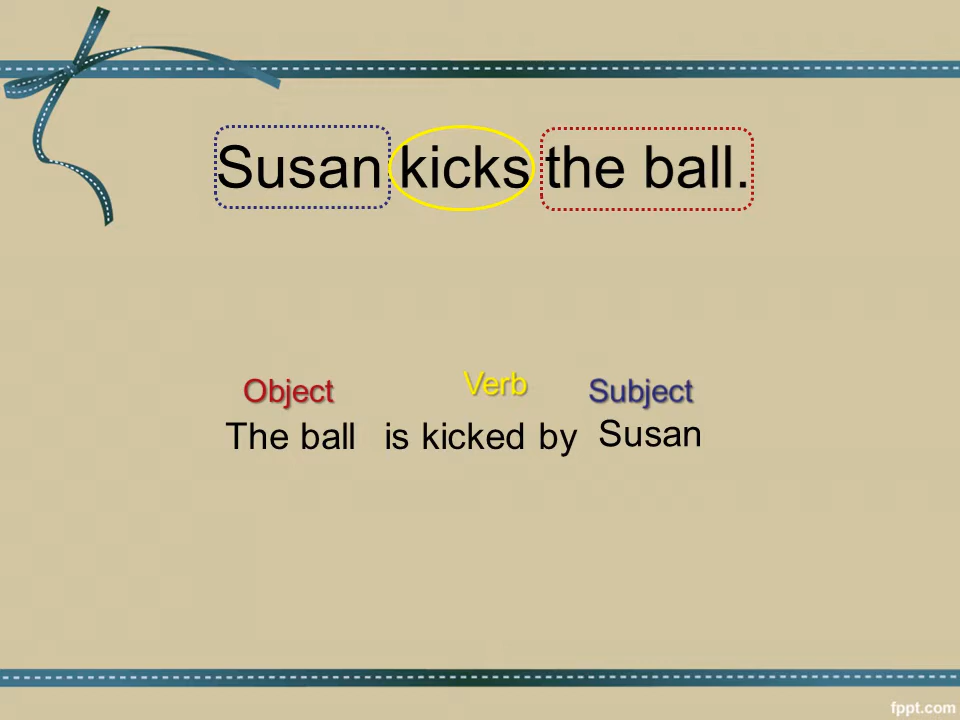 Susan kicks the ball.
Object Verb Subject
The ball is kicked by Susan
fppt.com